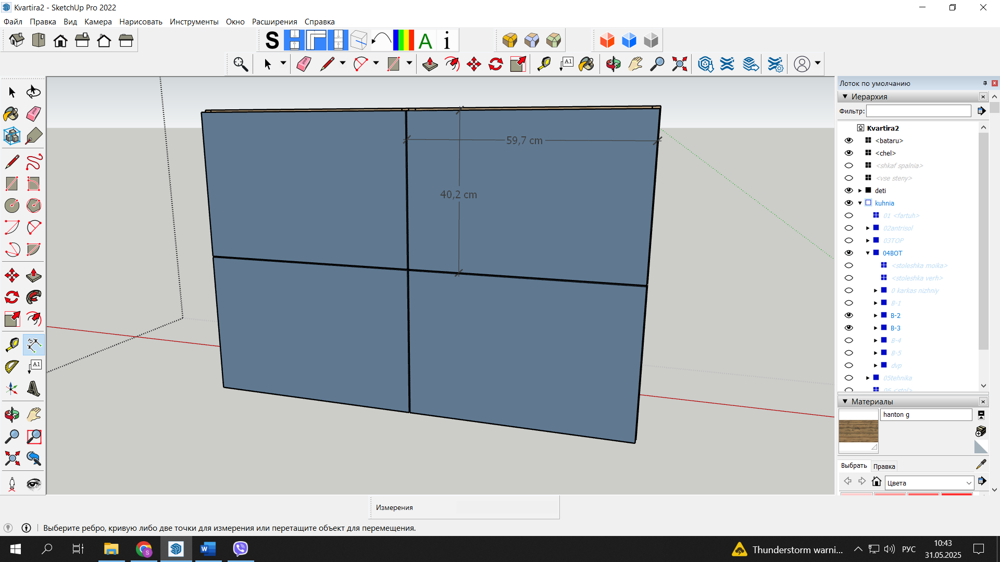 Kvartira2 - SketchUp Pro 2022
Файл Правка Вид Камера Нарисовать Инструменты Окно Расширения Справка
S A i
A1
Лоток по умолчанию
Иерархия
Фильтр:
Kvartira2
<bataru>
<chel>
<shkaf spalnia>
<vse steny>
deti
kuhnia
01 <fartuh>
02antrisol
03TOP
04BOT
<stoleshka moika>
<stoleshka verh>
0 karkas nizhniy
B-1
B-2
B-3
B-4
B-5
dvp
05tehnika
06 <stol>
59,7 cm
40,2 cm
A1
Материалы
hanton g
Выбрать Правка
Цвета
Измерения
Выберите ребро, кривую либо две точки для измерения или перетащите объект для перемещения.
Thunderstorm warni...
РУС
10:43
31.05.2025